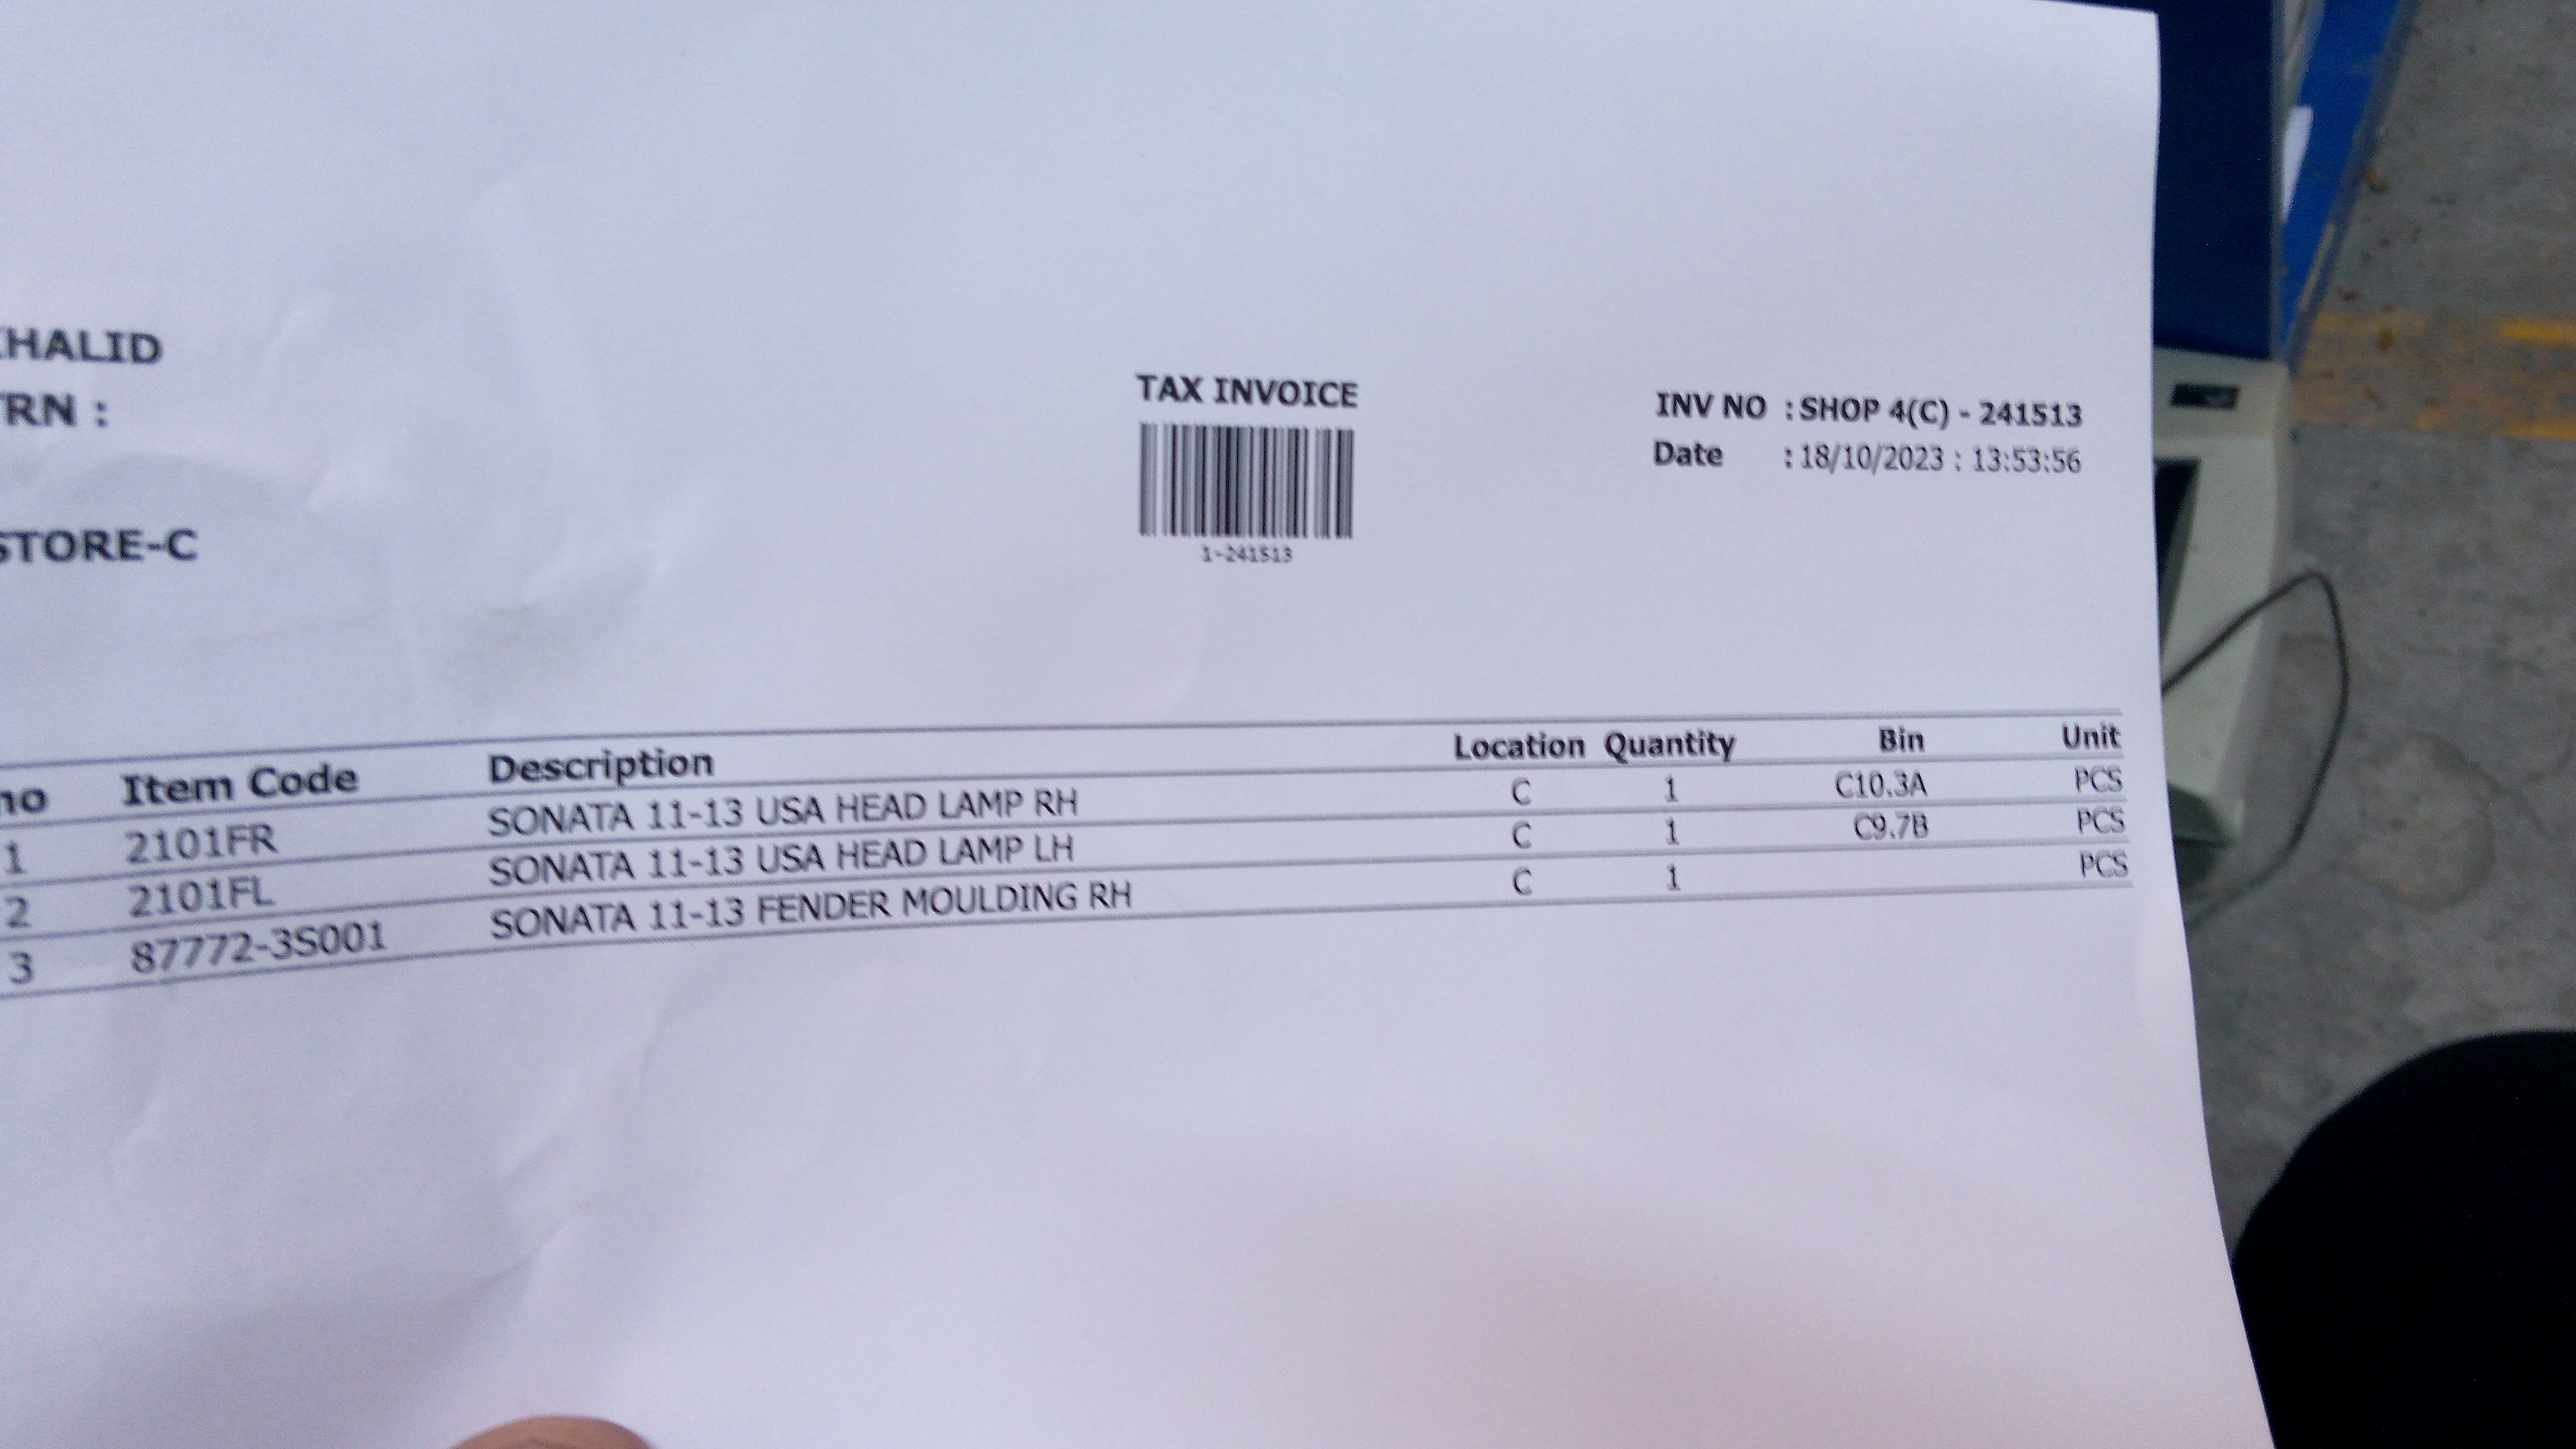 HALID
TRN :
STORE-C
TAX INVOICE
1-241513
INV NO : SHOP 4(C) - 241513
Date : 18/10/2023 : 13:53:56
no Item Code Description Location Quantity Bin Unit
1 2101FR SONATA 11-13 USA HEAD LAMP RH C 1 C10.3A PCS
2 2101FL SONATA 11-13 USA HEAD LAMP LH C 1 C9.7B PCS
3 87772-3S001 SONATA 11-13 FENDER MOULDING RH C 1 PCS